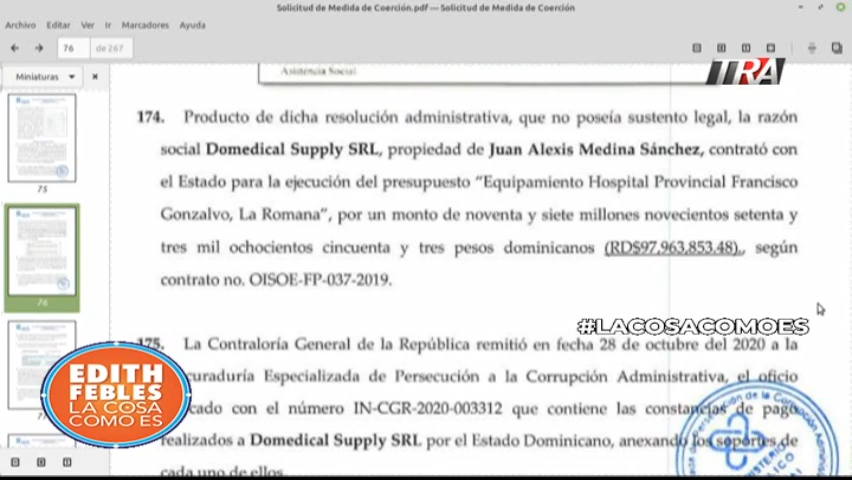 Solicitud de Medida de Coerción.pdf — Solicitud de Medida de Coerción
Archivo Editar Ver Ir Marcadores Ayuda
76 de 267
Miniaturas
Asistencia Social
TRA
174. Producto de dicha resolución administrativa, que no poseía sustento legal, la razón
social Domedical Supply SRL, propiedad de Juan Alexis Medina Sánchez, contrató con
el Estado para la ejecución del presupuesto “Equipamiento Hospital Provincial Francisco
Gonzalvo, La Romana”, por un monto de noventa y siete millones novecientos setenta y
tres mil ochocientos cincuenta y tres pesos dominicanos (RD$97,963,853.48)., según
contrato no. OISOE-FP-037-2019.
#LACOSACOMOES
175. La Contraloría General de la República remitió en fecha 28 de octubre del 2020 a la
curaduría Especializada de Persecución a la Corrupción Administrativa, el oficio
cado con el número IN-CGR-2020-003312 que contiene las constancias de pago
realizados a Domedical Supply SRL por el Estado Dominicano, anexando los soportes de
cada uno de ellos.
75
76
77
EDITH
FEBLES
LA COSA
COMO ES